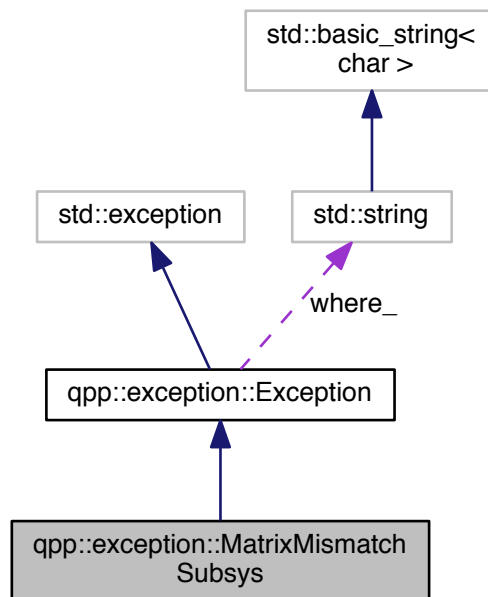 std::basic_string<
char >
std::exception
std::string
where_
qpp::exception::Exception
qpp::exception::MatrixMismatch
Subsys